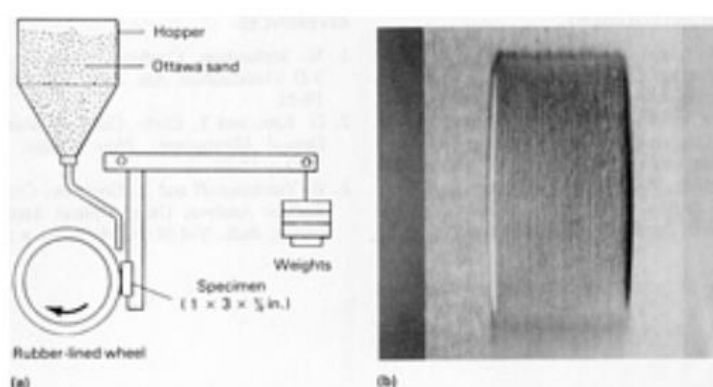 Hopper
Ottawa sand
Weights
Specimen
(1 × 3 × ½ in.)
Rubber-lined wheel
(a)
(b)